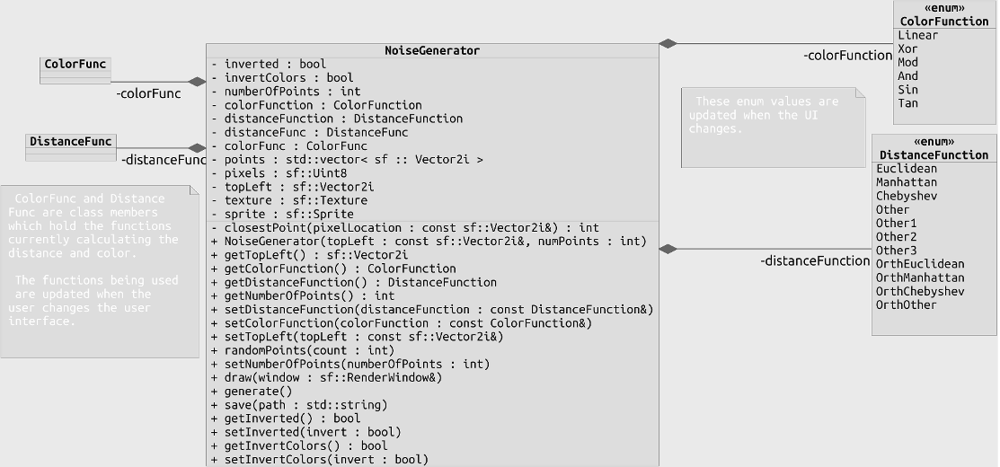 ColorFunc
-colorFunc
DistanceFunc
-distanceFunc
ColorFunc and Distance
Func are class members
which hold the functions
currently calculating the
distance and color.
The functions being used
are updated when the
user changes the user
interface.
NoiseGenerator
- inverted : bool
- invertColors : bool
- numberOfPoints : int
- colorFunction : ColorFunction
- distanceFunction : DistanceFunction
- distanceFunc : DistanceFunc
- colorFunc : ColorFunc
- points : std::vector< sf :: Vector2i >
- pixels : sf::Uint8
- topLeft : sf::Vector2i
- texture : sf::Texture
- sprite : sf::Sprite
- closestPoint(pixelLocation : const sf::Vector2i&) : int
+ NoiseGenerator(topLeft : const sf::Vector2i&, numPoints : int)
+ getTopLeft() : sf::Vector2i
+ getColorFunction() : ColorFunction
+ getDistanceFunction() : DistanceFunction
+ getNumberOfPoints() : int
+ setDistanceFunction(distanceFunction : const DistanceFunction&)
+ setColorFunction(colorFunction : const ColorFunction&)
+ setTopLeft(topLeft : const sf::Vector2i&)
+ randomPoints(count : int)
+ setNumberOfPoints(numberOfPoints : int)
+ draw(window : sf::RenderWindow&)
+ generate()
+ save(path : std::string)
+ getInverted() : bool
+ setInverted(invert : bool)
+ getInvertColors() : bool
+ setInvertColors(invert : bool)
-colorFunction
These enum values are
updated when the UI
changes.
-distanceFunction
«enum»
ColorFunction
Linear
Xor
Mod
And
Sin
Tan
«enum»
DistanceFunction
Euclidean
Manhattan
Chebyshev
Other
Other1
Other2
Other3
OrthEuclidean
OrthManhattan
OrthChebyshev
OrthOther